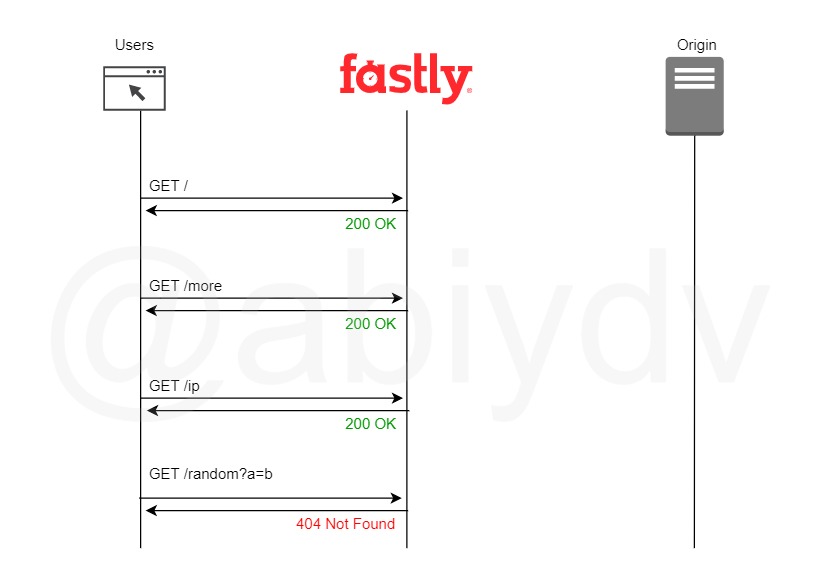 Users
fastly®
Origin
GET /
200 OK
GET /more
200 OK
GET /ip
200 OK
GET /random?a=b
404 Not Found
@abiydv